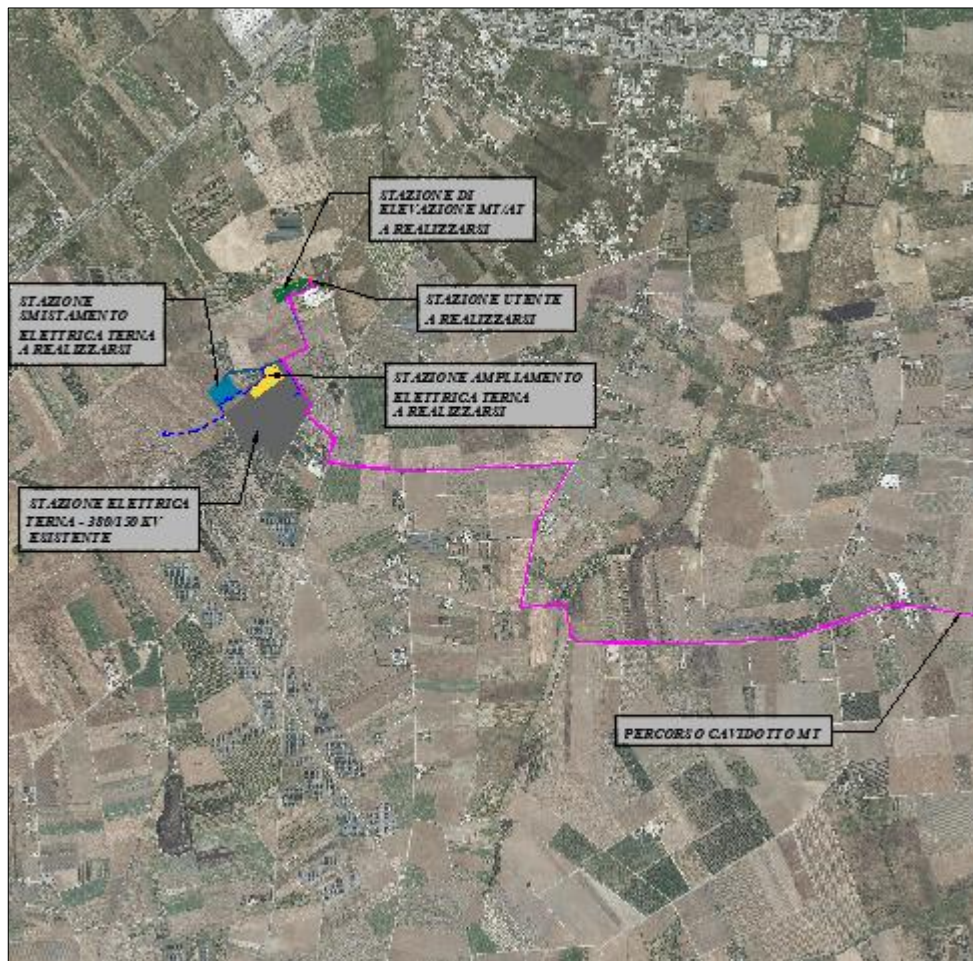 STAZIONE DI
ELEVAZIONE MT/AT
A REALIZZARSI
STAZIONE
SMISTAMENTO
ELETTRICA TERNA
A REALIZZARSI
STAZIONE UTENTE
A REALIZZARSI
STAZIONE AMPLIAMENTO
ELETTRICA TERNA
A REALIZZARSI
STAZIONE ELETTRICA
TERNA - 380/150 KV
ESISTENTE
PERCORSO CAVIDOTTO MT